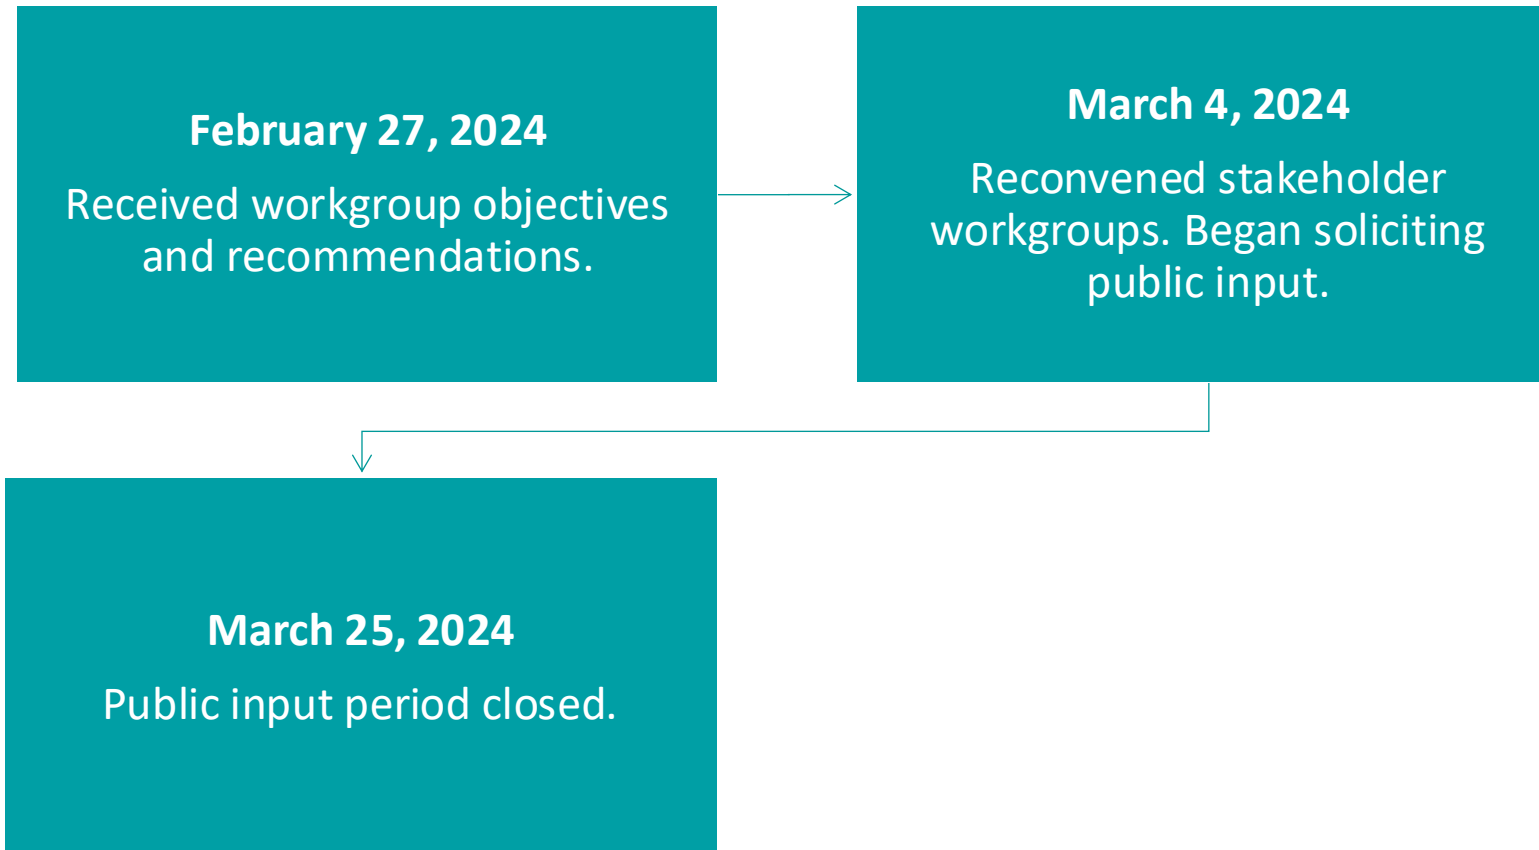 February 27, 2024
Received workgroup objectives
and recommendations.
March 4, 2024
Reconvened stakeholder
workgroups. Began soliciting
public input.
March 25, 2024
Public input period closed.